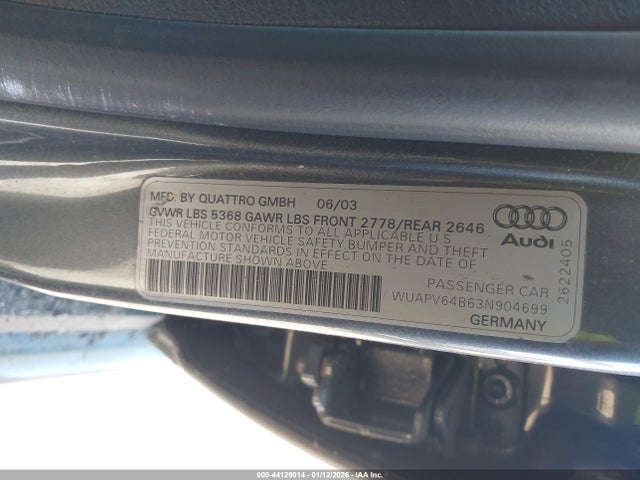 MFD. BY QUATTRO GMBH 06/03
GVWR LBS 5368 GAWR LBS FRONT 2778/REAR 2646
THIS VEHICLE CONFORMS TO ALL APPLICABLE U S
FEDERAL MOTOR VEHICLE SAFETY BUMPER AND THEFT
PREVENTION STANDARDS IN EFFECT ON THE DATE OF
MANUFACTURE SHOWN ABOVE
Audi
2622405
PASSENGER CAR
WUAPV64B63N904699
GERMANY
000-44129014 - 01/12/2026 - IAA Inc.